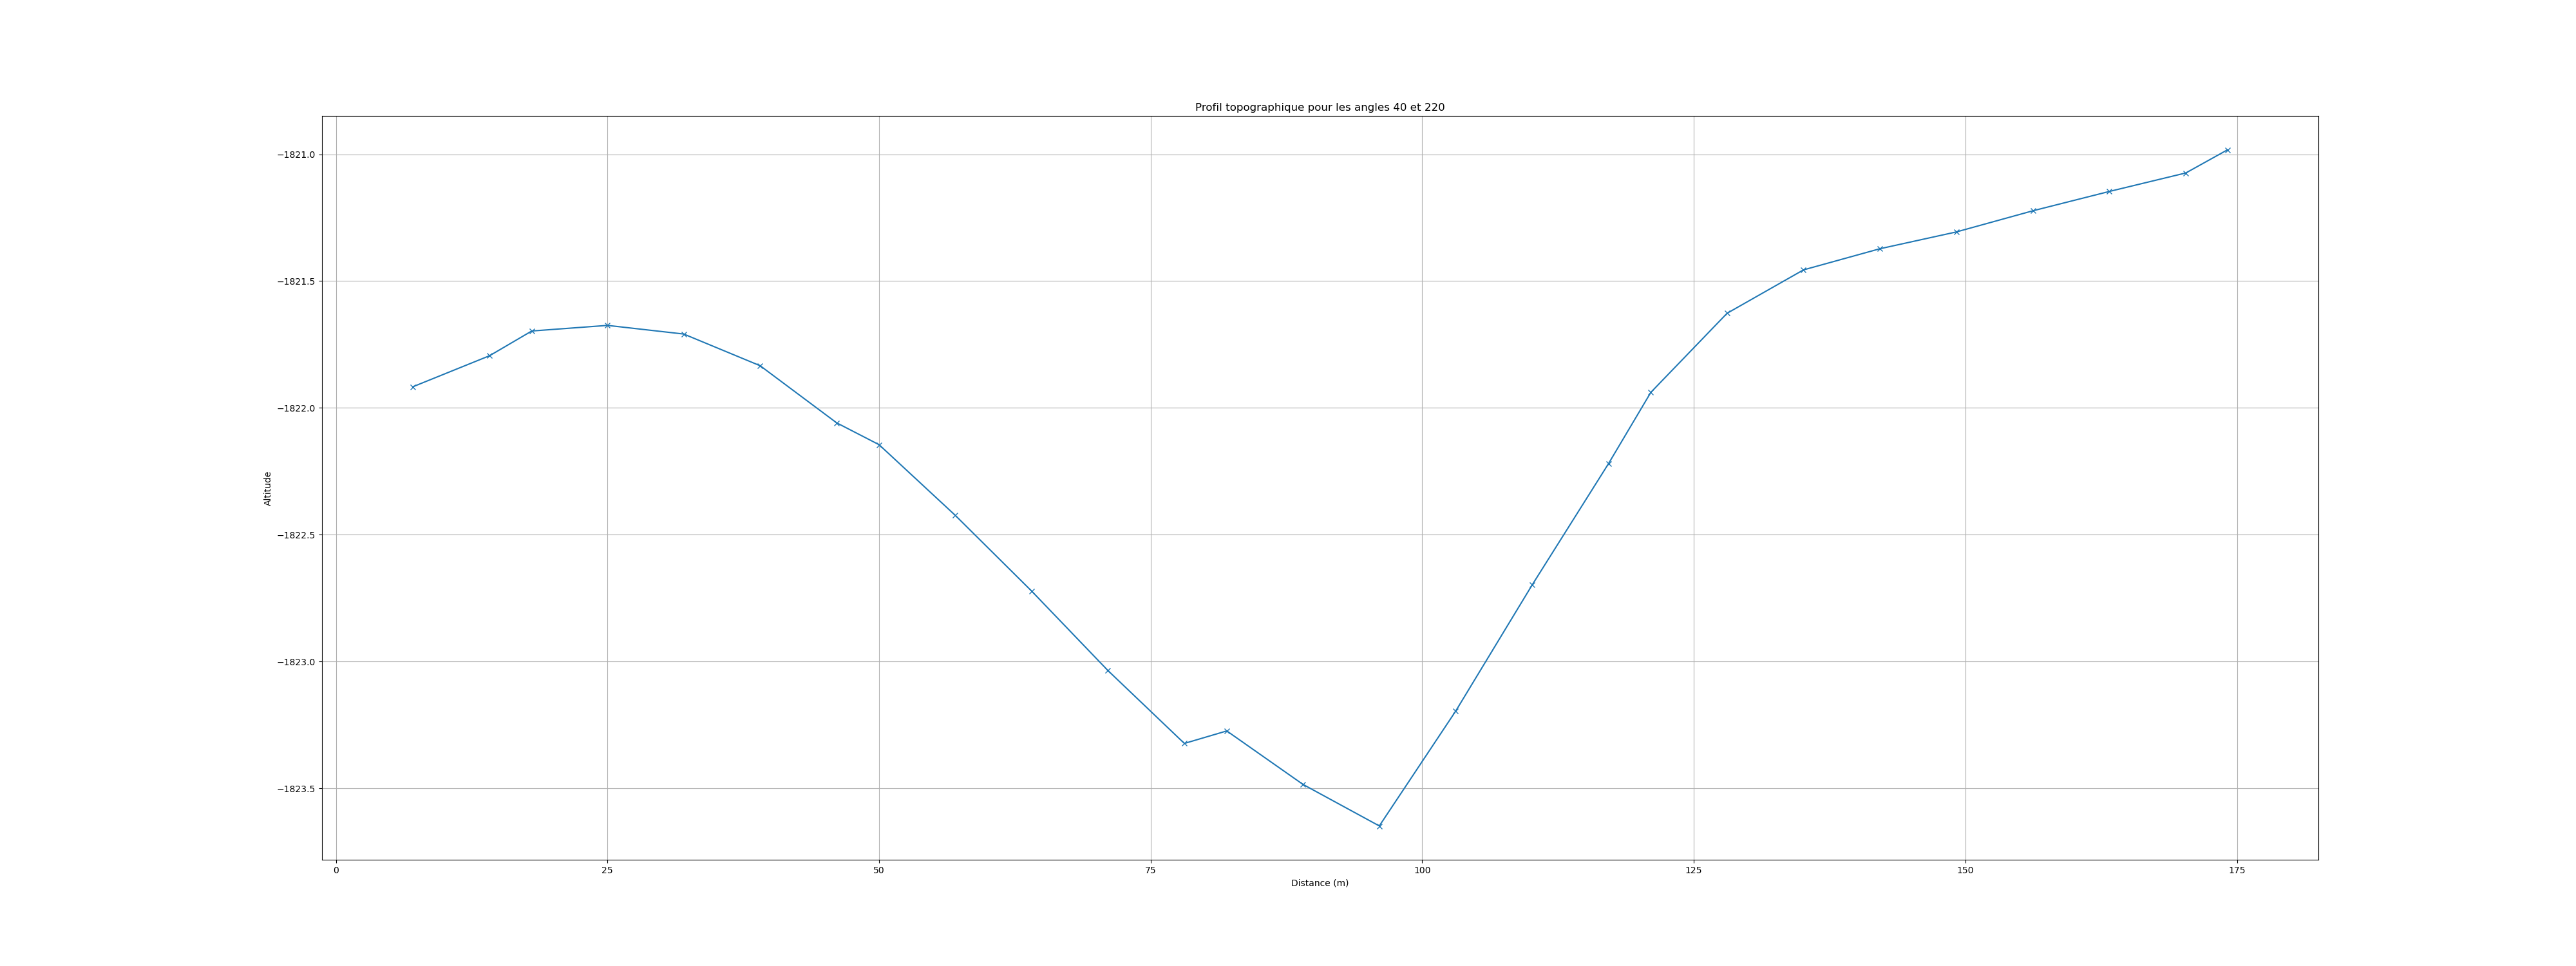 Profil topographique pour les angles 40 et 220
−1821.0
−1821.5
−1822.0
−1822.5
−1823.0
−1823.5
Altitude
0 25 50 75 100 125 150 175
Distance (m)